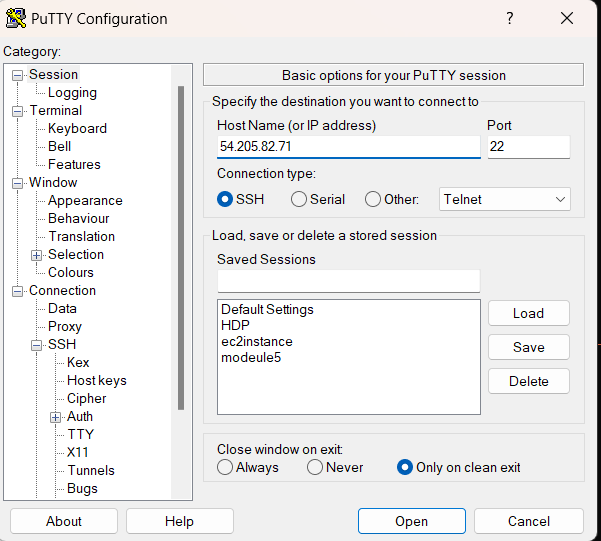 PuTTY Configuration
?
Category:
Session
Logging
Terminal
Keyboard
Bell
Features
Window
Appearance
Behaviour
Translation
Selection
Colours
Connection
Data
Proxy
SSH
Kex
Host keys
Cipher
Auth
TTY
X11
Tunnels
Bugs
Basic options for your PuTTY session
Specify the destination you want to connect to
Host Name (or IP address) Port
54.205.82.71 22
Connection type:
SSH Serial Other: Telnet
Load, save or delete a stored session
Saved Sessions
Default Settings
HDP
ec2instance
modeule5
Load
Save
Delete
Close window on exit:
Always Never Only on clean exit
About Help Open Cancel